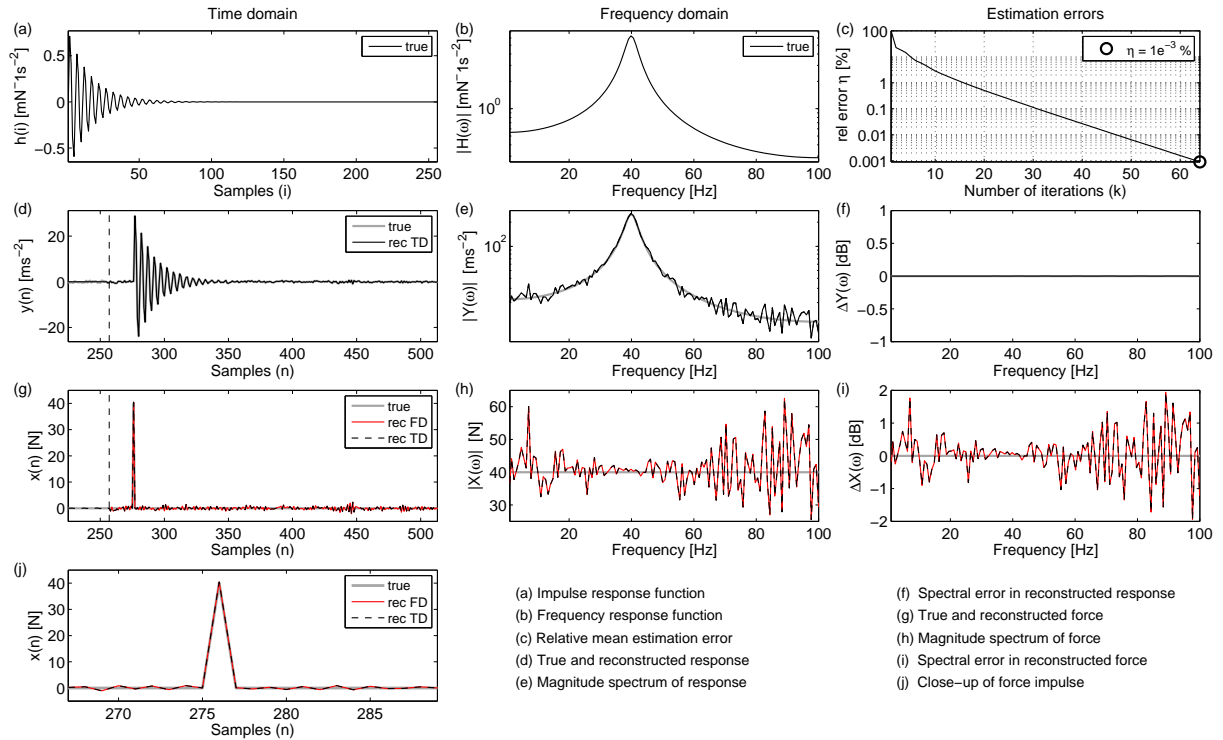 Time domain
Frequency domain
Estimation errors
(a)
true
0.5
0
−0.5
h(i) [mN−1s−2]
50 100 150 200 250
Samples (i)
(b)
true
10^0
|H(ω)| [mN−1s−2]
20 40 60 80 100
Frequency [Hz]
(c)
η = 1e−3 %
100
1
0.1
0.01
0.001
rel error η [%]
10 20 30 40 50 60
Number of iterations (k)
(d)
true
rec TD
20
0
−20
y(n) [ms−2]
250 300 350 400 450 500
Samples (n)
(e)
10^2
|Y(ω)| [ms−2]
20 40 60 80 100
Frequency [Hz]
(f)
1
0.5
0
−0.5
−1
ΔY(ω) [dB]
20 40 60 80 100
Frequency [Hz]
(g)
true
rec FD
rec TD
40
30
20
10
0
x(n) [N]
250 300 350 400 450 500
Samples (n)
(h)
60
50
40
30
|X(ω)| [N]
20 40 60 80 100
Frequency [Hz]
(i)
2
1
0
−1
−2
ΔX(ω) [dB]
20 40 60 80 100
Frequency [Hz]
(j)
true
rec FD
rec TD
40
30
20
10
0
x(n) [N]
270 275 280 285
Samples (n)
(a) Impulse response function
(b) Frequency response function
(c) Relative mean estimation error
(d) True and reconstructed response
(e) Magnitude spectrum of response
(f) Spectral error in reconstructed response
(g) True and reconstructed force
(h) Magnitude spectrum of force
(i) Spectral error in reconstructed force
(j) Close−up of force impulse